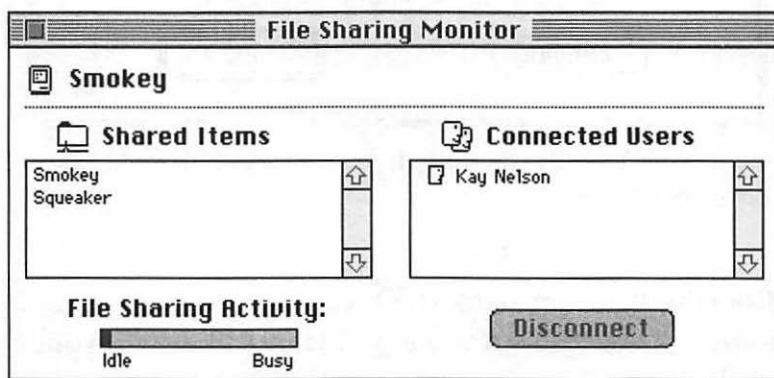 File Sharing Monitor
Smokey
Shared Items
Connected Users
Smokey
Squeaker
Kay Nelson
File Sharing Activity:
Idle Busy
Disconnect